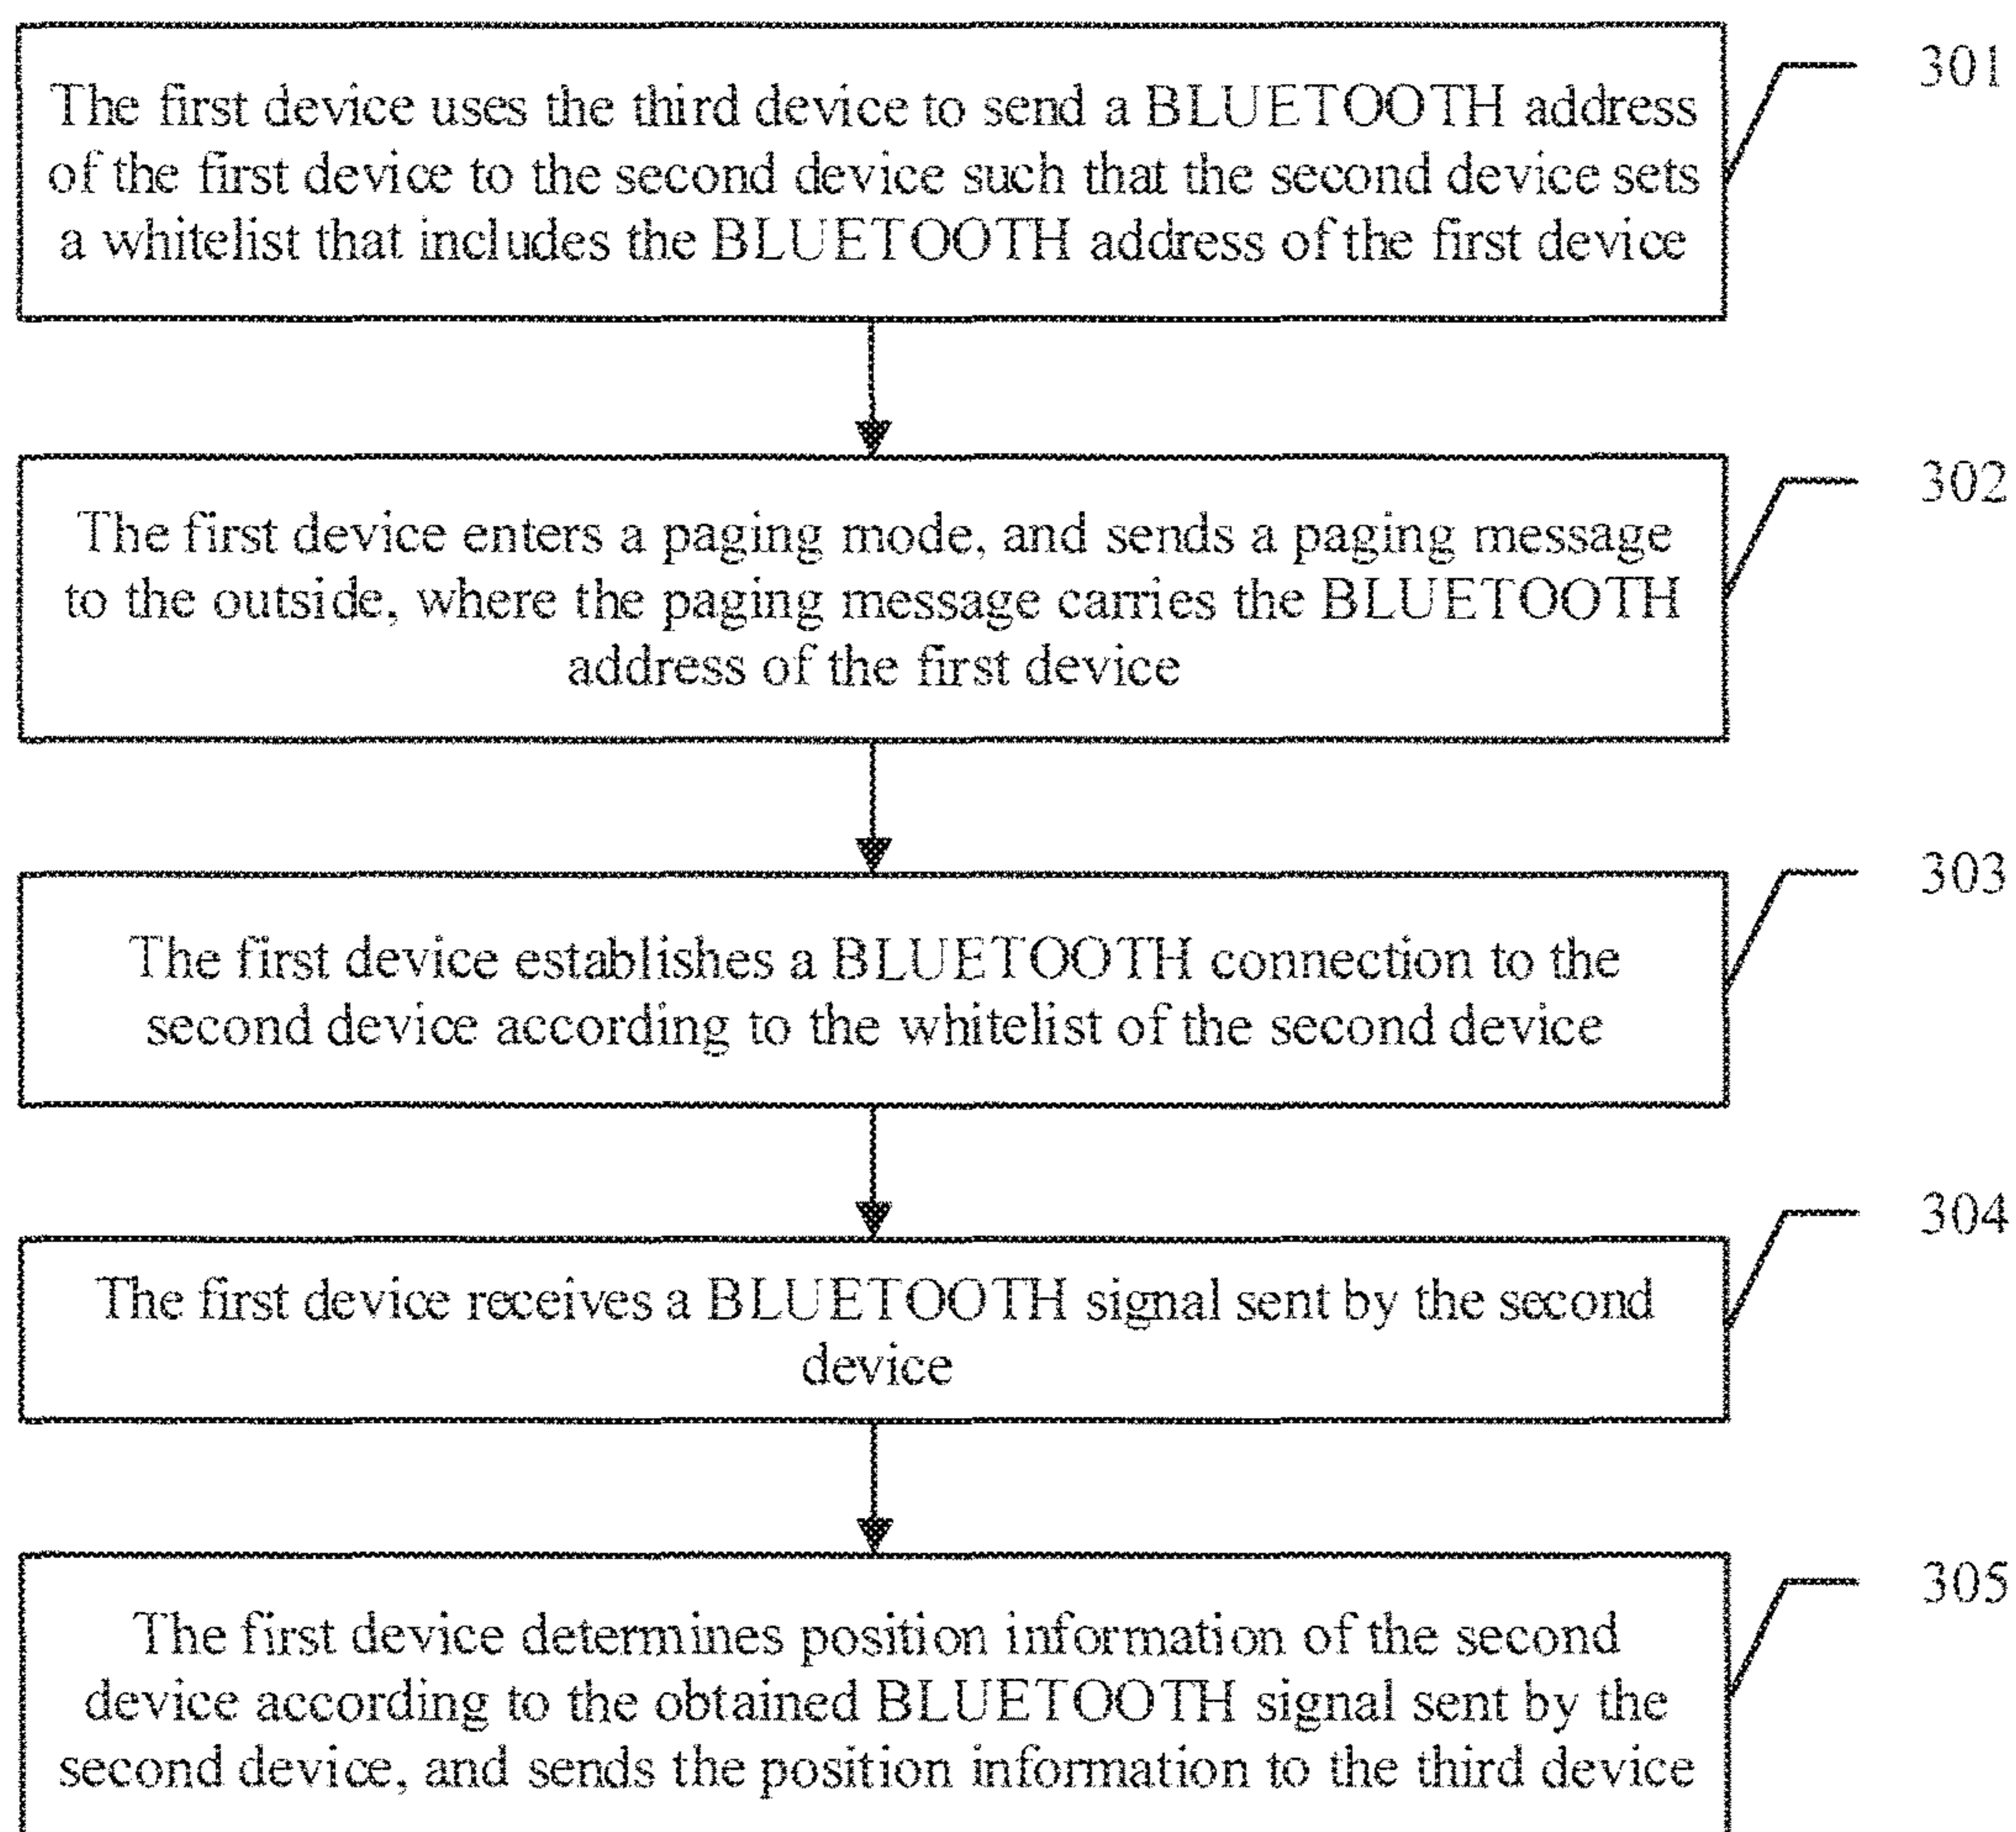 The first device uses the third device to send a BLUETOOTH address
of the first device to the second device such that the second device sets
a whitelist that includes the BLUETOOTH address of the first device
301
The first device enters a paging mode, and sends a paging message
to the outside, where the paging message carries the BLUETOOTH
address of the first device
302
The first device establishes a BLUETOOTH connection to the
second device according to the whitelist of the second device
303
The first device receives a BLUETOOTH signal sent by the second
device
304
The first device determines position information of the second
device according to the obtained BLUETOOTH signal sent by the
second device, and sends the position information to the third device
305